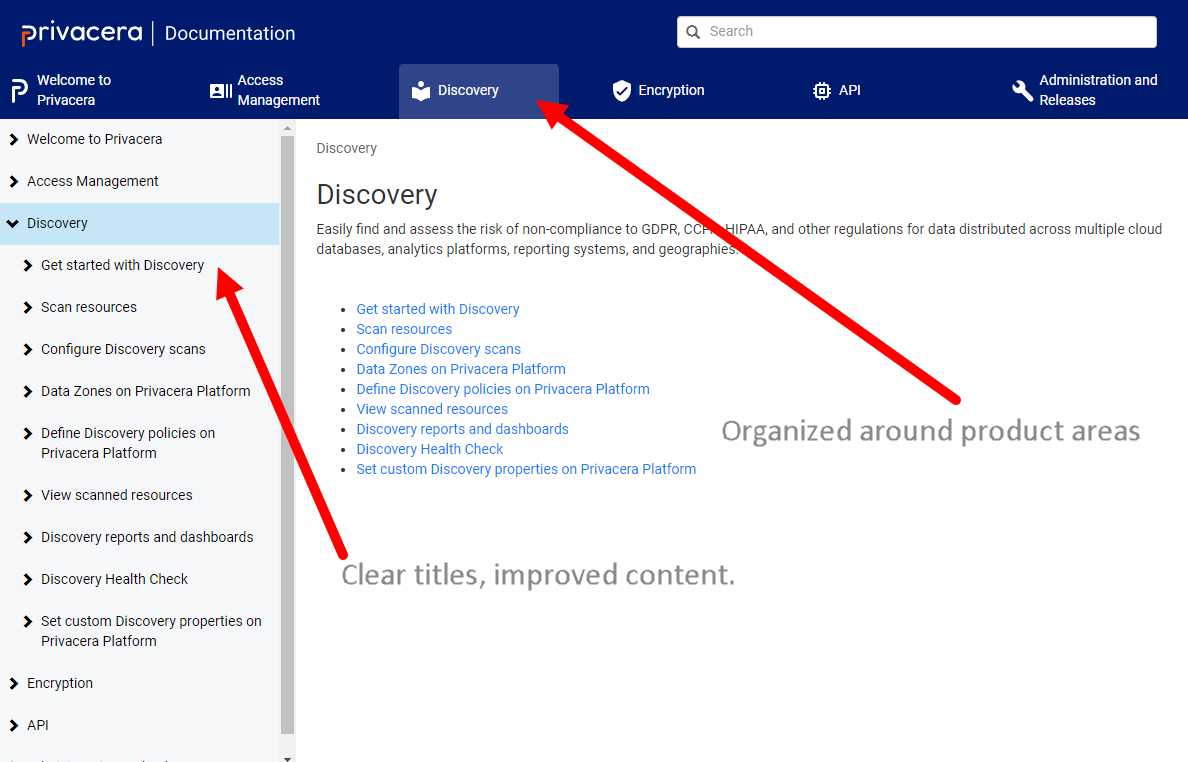 privacera | Documentation
Search
Welcome to
Privacera
Access
Management
Discovery
Encryption
API
Administration and
Releases
Welcome to Privacera
Access Management
Discovery
Get started with Discovery
Scan resources
Configure Discovery scans
Data Zones on Privacera Platform
Define Discovery policies on
Privacera Platform
View scanned resources
Discovery reports and dashboards
Discovery Health Check
Set custom Discovery properties on
Privacera Platform
Encryption
API
Discovery
Discovery
Easily find and assess the risk of non-compliance to GDPR, CCPA, HIPAA, and other regulations for data distributed across multiple cloud
databases, analytics platforms, reporting systems, and geographies.
Get started with Discovery
Scan resources
Configure Discovery scans
Data Zones on Privacera Platform
Define Discovery policies on Privacera Platform
View scanned resources
Discovery reports and dashboards
Discovery Health Check
Set custom Discovery properties on Privacera Platform
Organized around product areas
Clear titles, improved content.